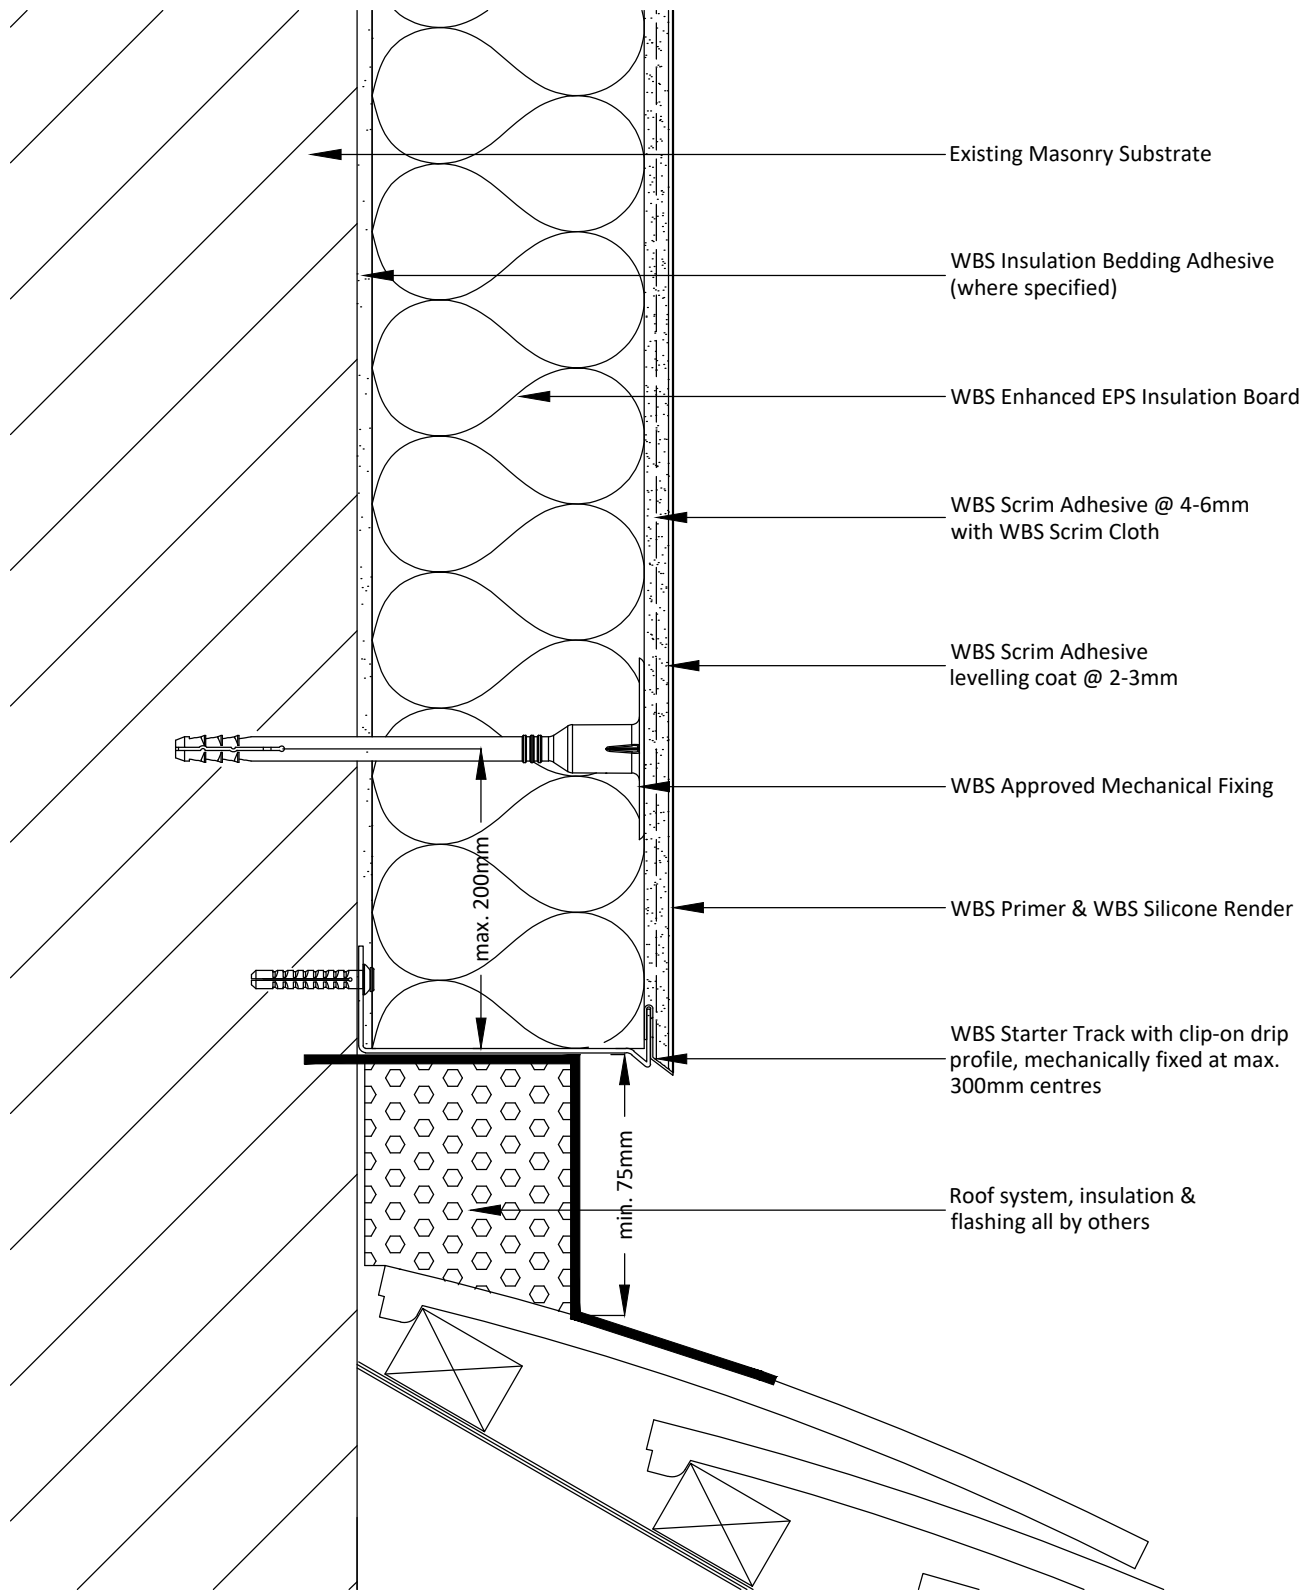 Existing Masonry Substrate
WBS Insulation Bedding Adhesive
(where specified)
WBS Enhanced EPS Insulation Board
WBS Scrim Adhesive @ 4-6mm
with WBS Scrim Cloth
WBS Scrim Adhesive
levelling coat @ 2-3mm
WBS Approved Mechanical Fixing
max. 200mm
WBS Primer & WBS Silicone Render
WBS Starter Track with clip-on drip
profile, mechanically fixed at max.
300mm centres
min. 75mm
Roof system, insulation &
flashing all by others